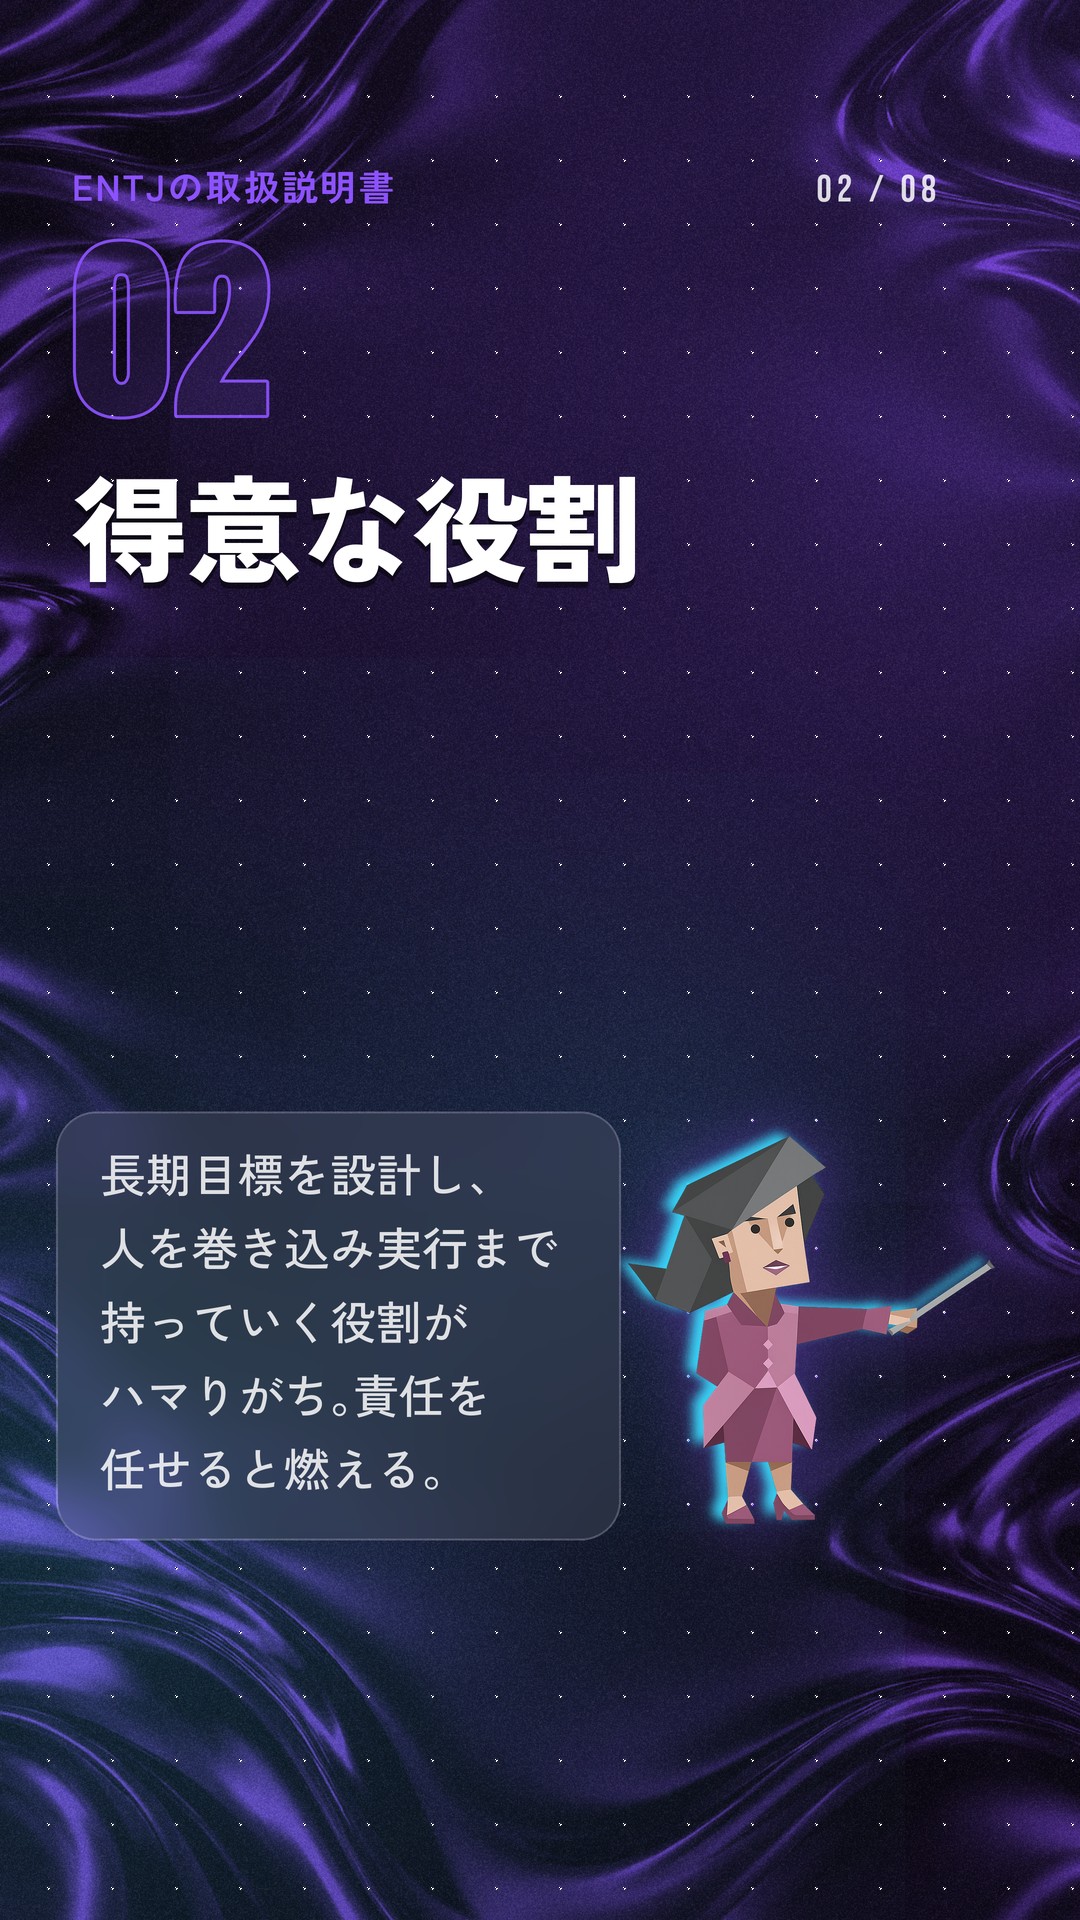 ENTJの取扱説明書
02 / 08
02
得意な役割
長期目標を設計し、
人を巻き込み実行まで
持っていく役割が
ハマりがち。責任を
任せると燃える。